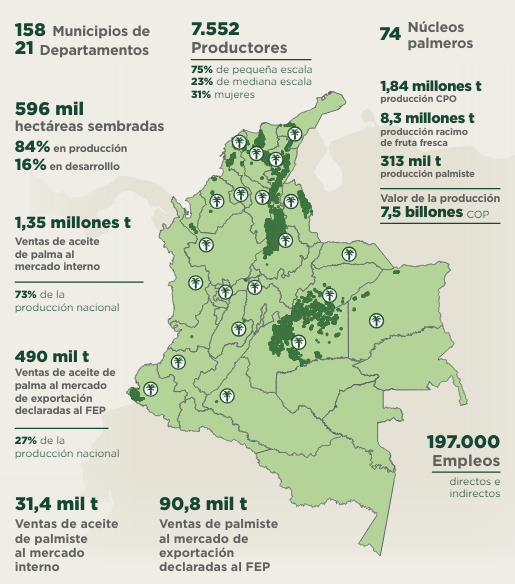 158 Municipios de
21 Departamentos
7.552
Productores
75% de pequeña escala
23% de mediana escala
31% mujeres
74 Núcleos
palmeros
596 mil
hectáreas sembradas
84% en producción
16% en desarrolllo
1,84 millones t
producción CPO
8,3 millones t
producción racimo
de fruta fresca
313 mil t
producción palmiste
Valor de la producción
7,5 billones COP
1,35 millones t
Ventas de aceite
de palma al
mercado interno
73% de la
producción nacional
490 mil t
Ventas de aceite de
palma al mercado
de exportación
declaradas al FEP
27% de la
producción nacional
197.000
Empleos
directos e
indirectos
31,4 mil t
Ventas de aceite
de palmiste
al mercado
interno
90,8 mil t
Ventas de palmiste
al mercado de
exportación
declaradas al FEP